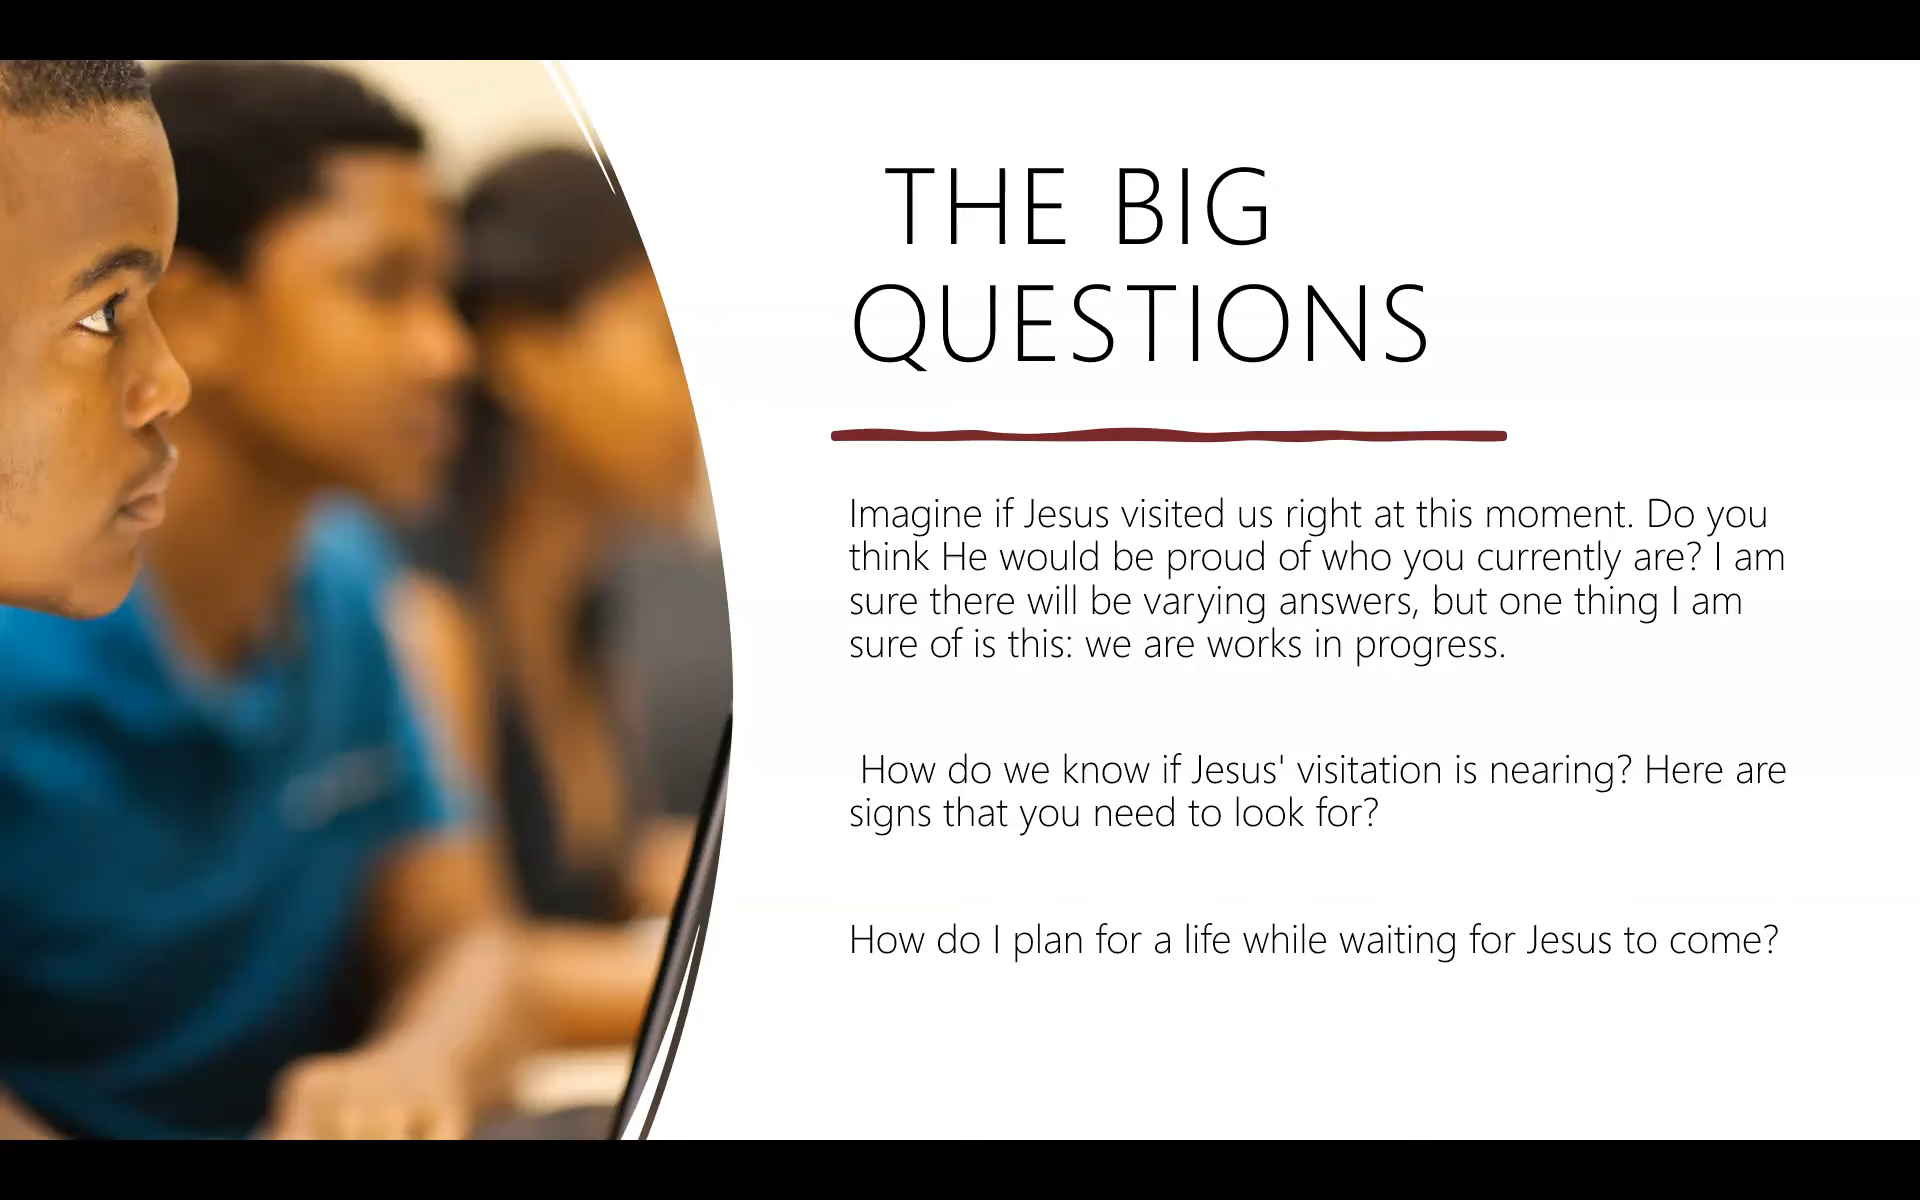 THE BIG
QUESTIONS
Imagine if Jesus visited us right at this moment. Do you
think He would be proud of who you currently are? I am
sure there will be varying answers, but one thing I am
sure of is this: we are works in progress.
How do we know if Jesus' visitation is nearing? Here are
signs that you need to look for?
How do I plan for a life while waiting for Jesus to come?